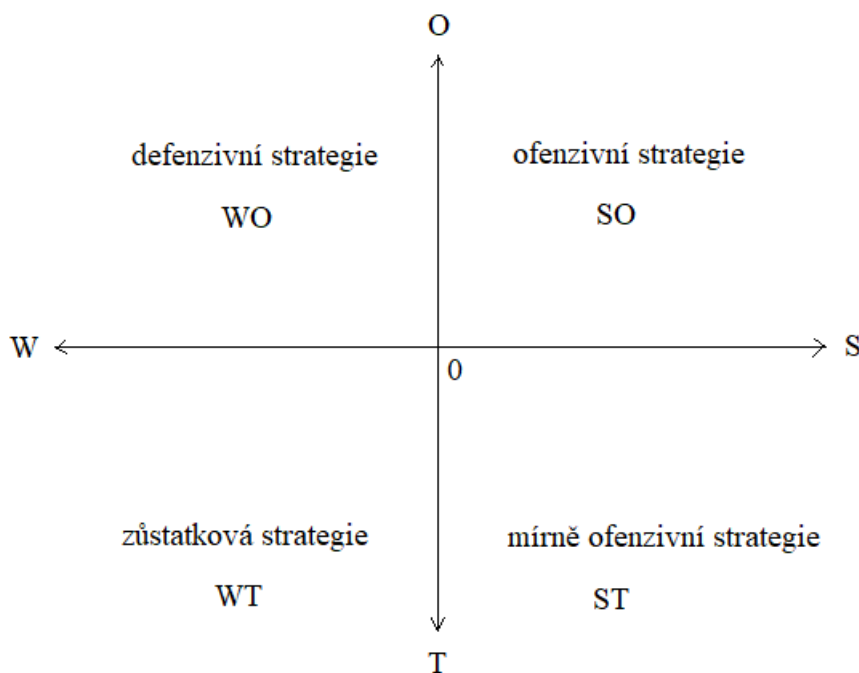 O
defenzivní strategie
WO
ofenzivní strategie
SO
W
S
0
zůstatková strategie
WT
mírně ofenzivní strategie
ST
T